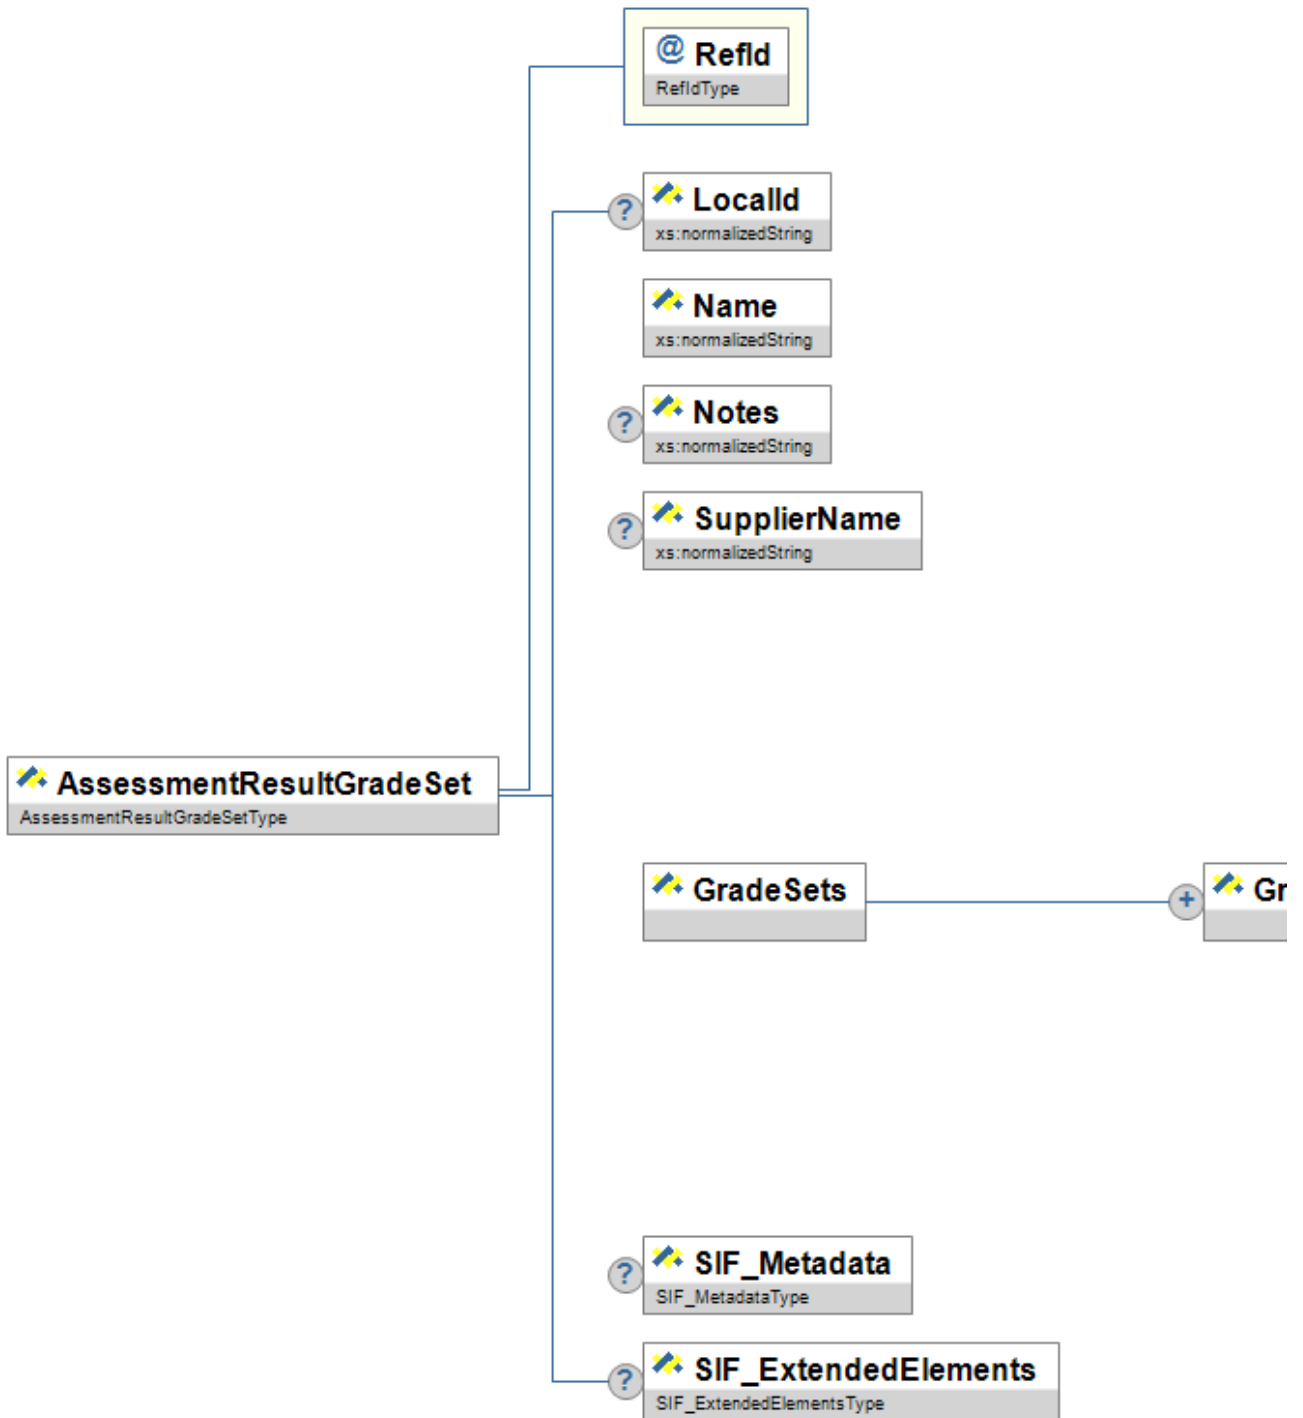 @ RefId
RefIdType
? LocalId
xs:normalizedString
Name
xs:normalizedString
? Notes
xs:normalizedString
? SupplierName
xs:normalizedString
AssessmentResultGradeSet
AssessmentResultGradeSetType
GradeSets + Gr
? SIF_Metadata
SIF_MetadataType
? SIF_ExtendedElements
SIF_ExtendedElementsType